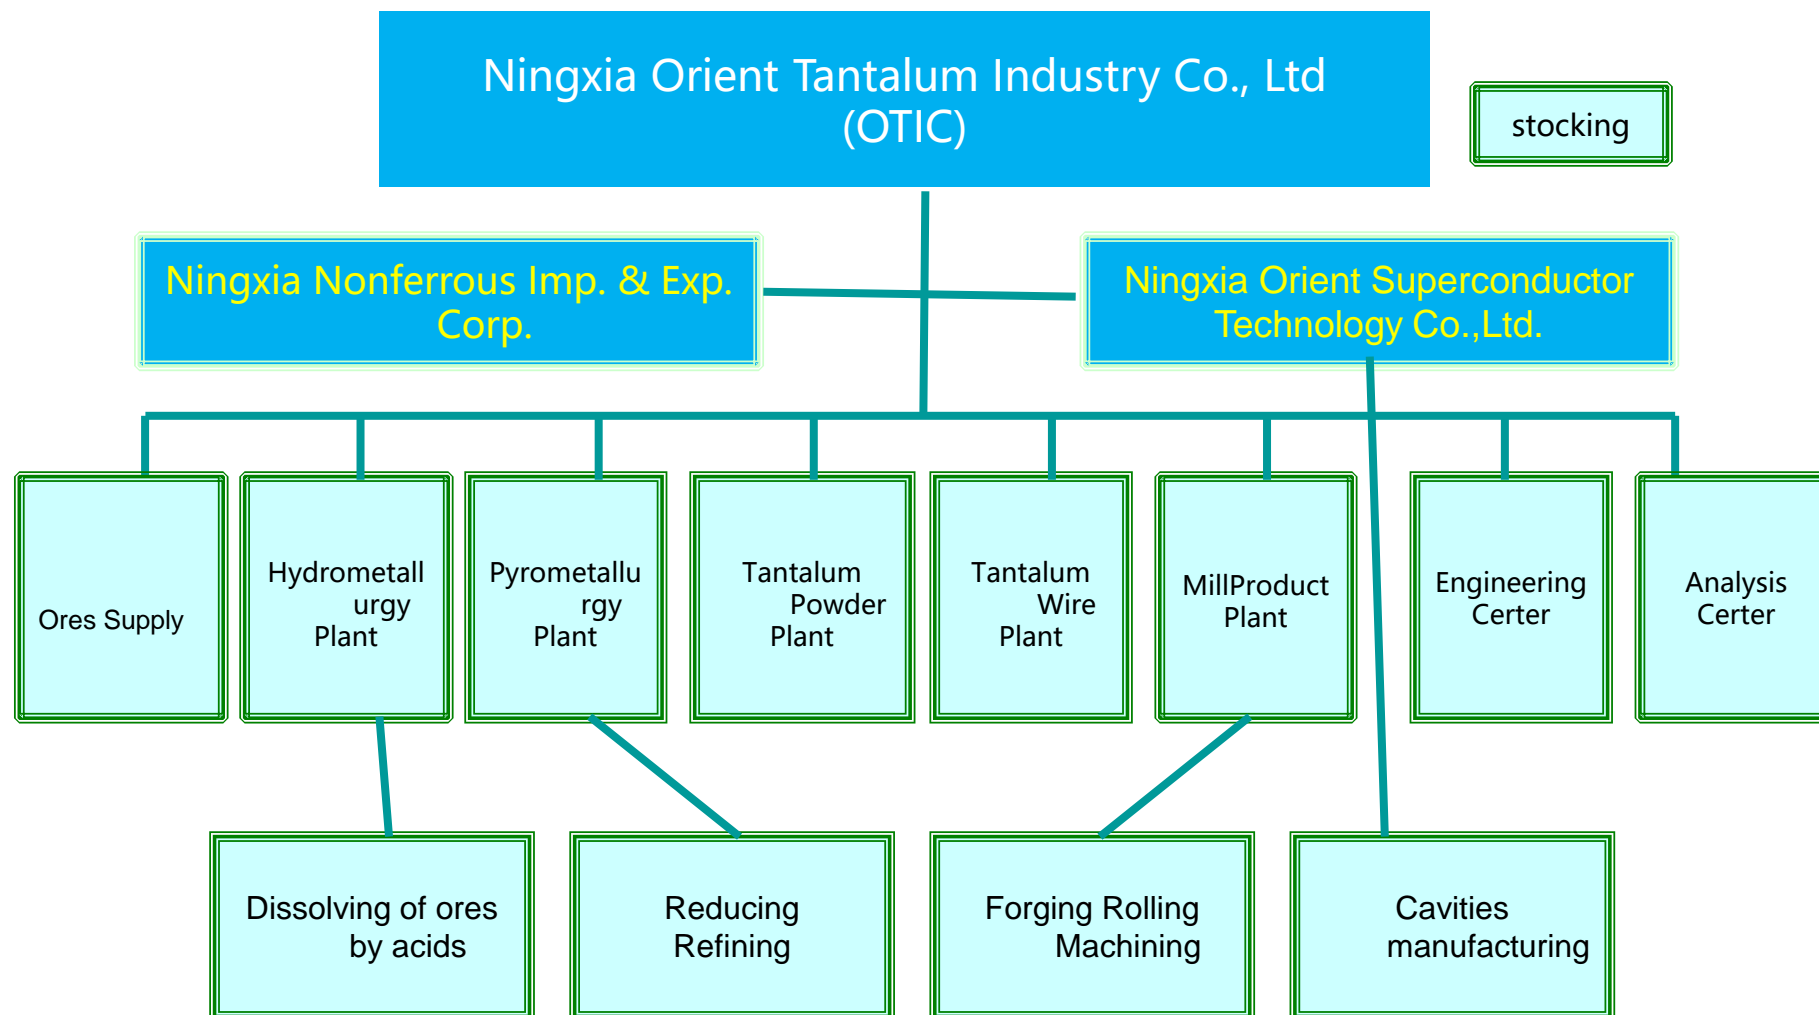 Ningxia Orient Tantalum Industry Co., Ltd
(OTIC)
stocking
Ningxia Nonferrous Imp. & Exp.
Corp.
Ningxia Orient Superconductor
Technology Co.,Ltd.
Ores Supply
Hydrometall
urgy
Plant
Pyrometallu
rgy
Plant
Tantalum
Powder
Plant
Tantalum
Wire
Plant
MillProduct
Plant
Engineering
Certer
Analysis
Certer
Dissolving of ores
by acids
Reducing
Refining
Forging Rolling
Machining
Cavities
manufacturing